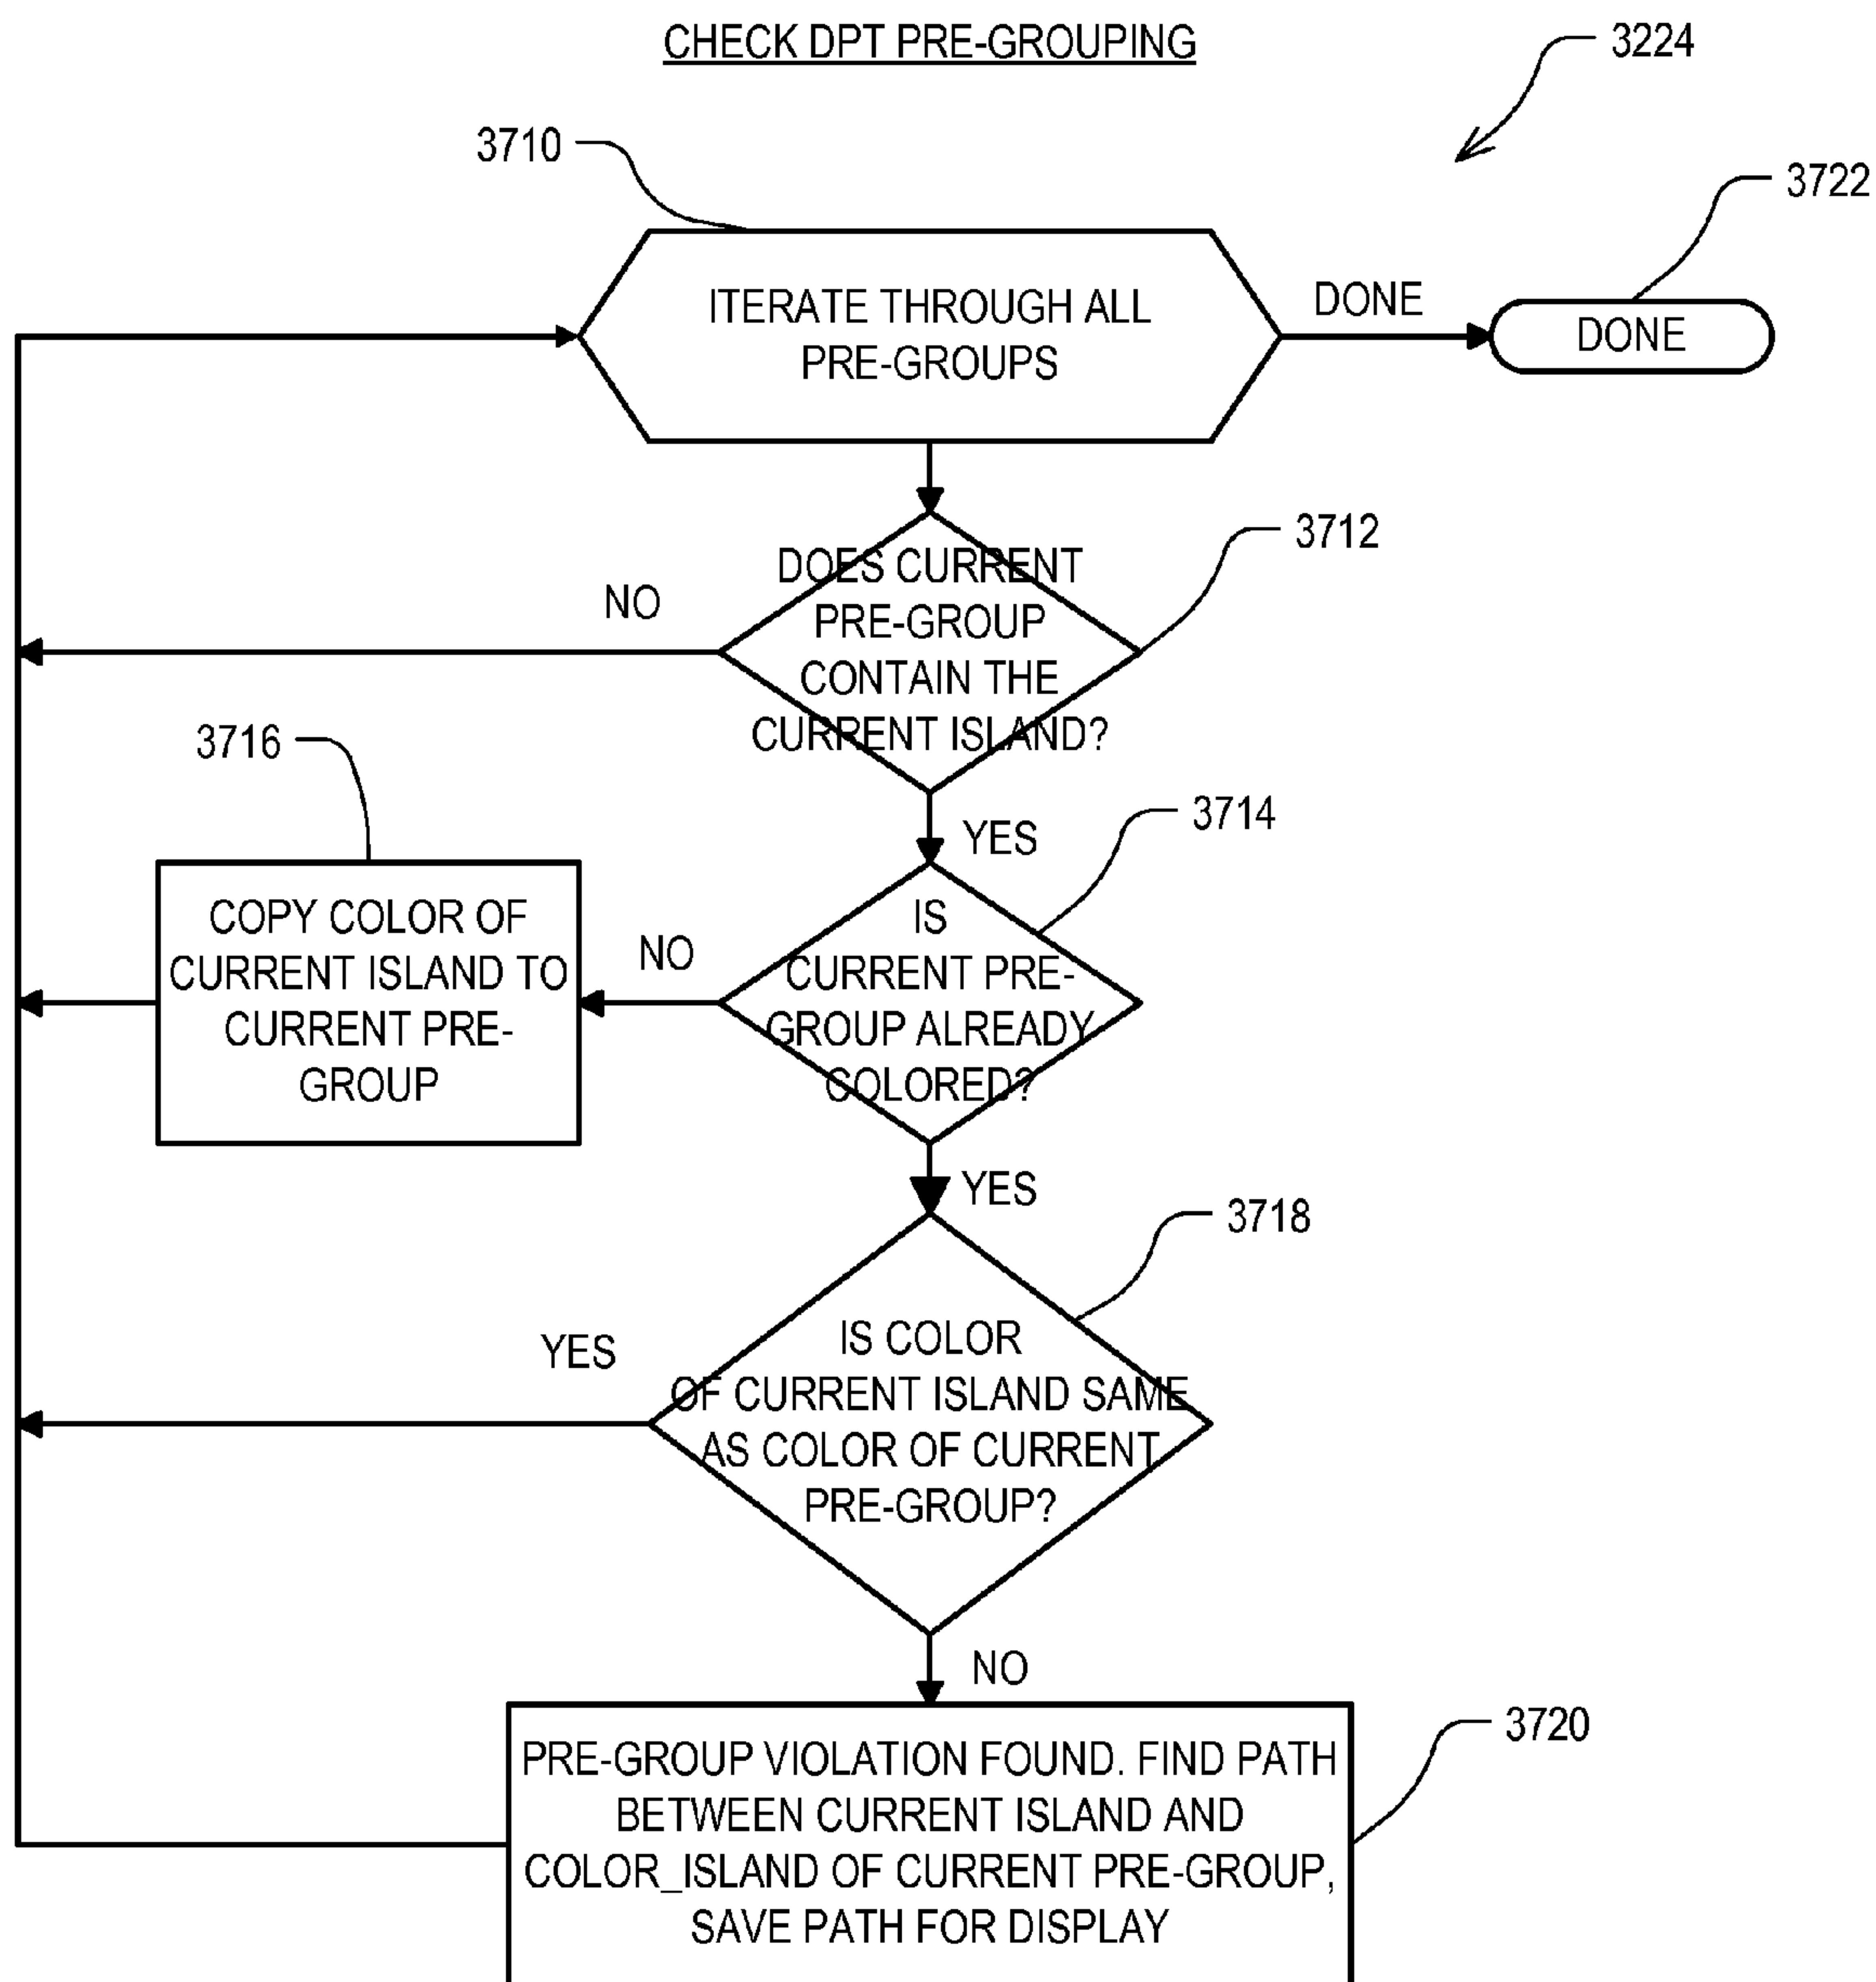 CHECK DPT PRE-GROUPING
3224
3710
3722
ITERATE THROUGH ALL
PRE-GROUPS
DONE
DONE
3712
DOES CURRENT
PRE-GROUP
CONTAIN THE
CURRENT ISLAND?
NO
YES
3716
3714
COPY COLOR OF
CURRENT ISLAND TO
CURRENT PRE-
GROUP
NO
IS
CURRENT PRE-
GROUP ALREADY
COLORED?
YES
3718
YES
IS COLOR
OF CURRENT ISLAND SAME
AS COLOR OF CURRENT
PRE-GROUP?
NO
3720
PRE-GROUP VIOLATION FOUND. FIND PATH
BETWEEN CURRENT ISLAND AND
COLOR_ISLAND OF CURRENT PRE-GROUP,
SAVE PATH FOR DISPLAY